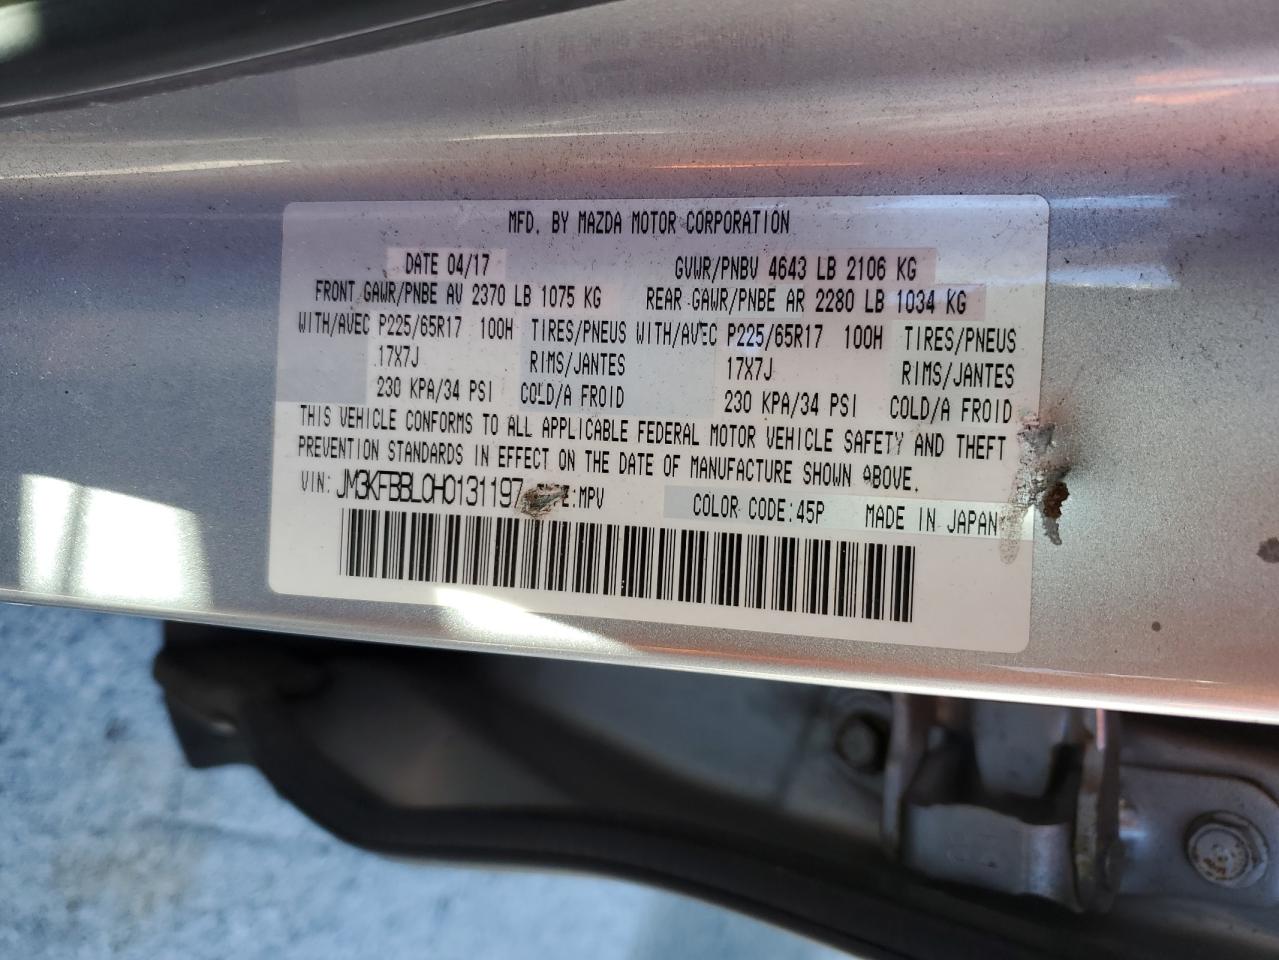 MFD. BY MAZDA MOTOR CORPORATION
DATE 04/17 GVWR/PNBV 4643 LB 2106 KG
FRONT GAWR/PNBE AV 2370 LB 1075 KG REAR GAWR/PNBE AR 2280 LB 1034 KG
WITH/AVEC P225/65R17 100H TIRES/PNEUS WITH/AVEC P225/65R17 100H TIRES/PNEUS
17X7J RIMS/JANTES 17X7J RIMS/JANTES
230 KPA/34 PSI COLD/A FROID 230 KPA/34 PSI COLD/A FROID
THIS VEHICLE CONFORMS TO ALL APPLICABLE FEDERAL MOTOR VEHICLE SAFETY AND THEFT
PREVENTION STANDARDS IN EFFECT ON THE DATE OF MANUFACTURE SHOWN ABOVE.
VIN: JM3KFBBL0H0131197 :MPV COLOR CODE:45P MADE IN JAPAN